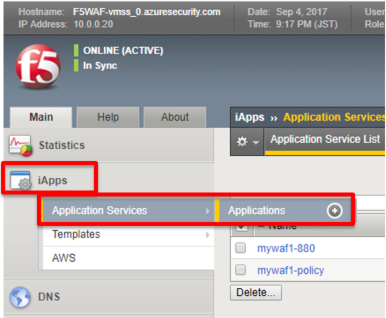 Hostname: F5WAF-vmss_0.azuresecurity.com Date: Sep 4, 2017 User
IP Address: 10.0.0.20 Time: 9:17 PM (JST) Role
f5
ONLINE (ACTIVE)
In Sync
Main Help About
iApps » Application Services
Application Service List
Statistics
iApps
Application Services
Applications
Name
Templates
mywaf1-880
AWS
mywaf1-policy
Delete...
DNS